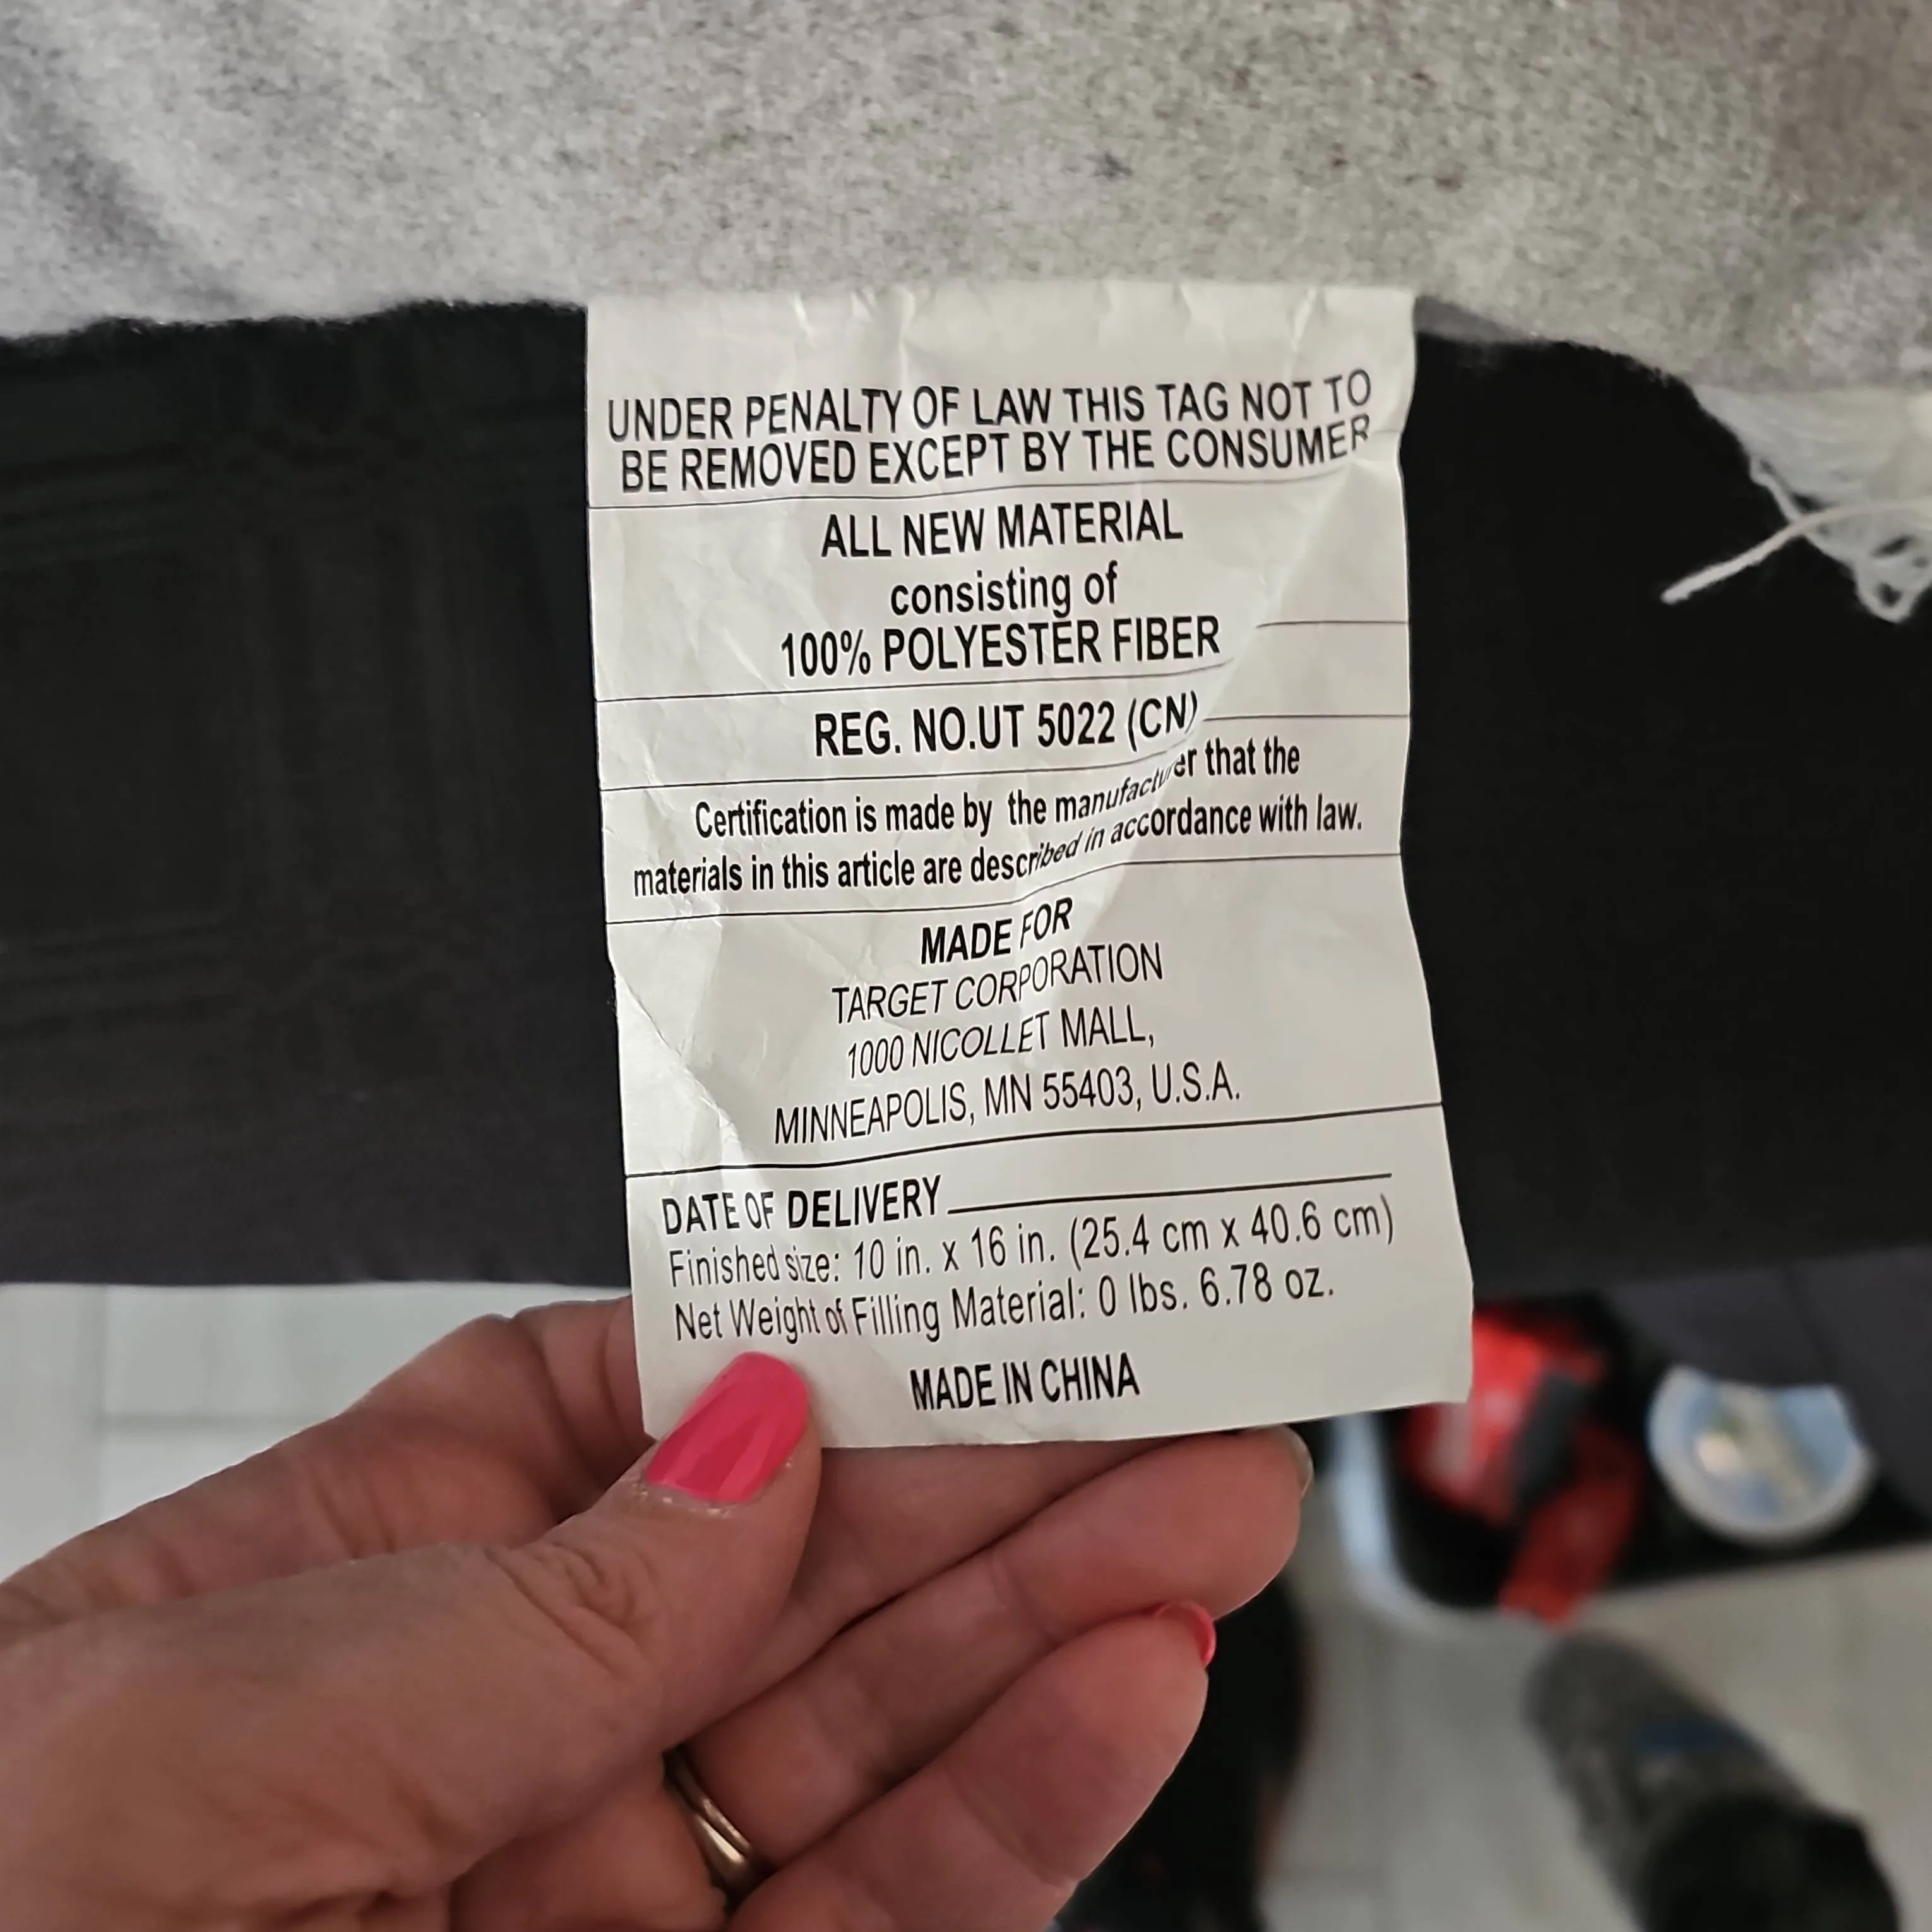 UNDER PENALTY OF LAW THIS TAG NOT TO
BE REMOVED EXCEPT BY THE CONSUMER
ALL NEW MATERIAL
consisting of
100% POLYESTER FIBER
REG. NO.UT 5022 (CN)
Certification is made by the manufacturer that the
materials in this article are described in accordance with law.
MADE FOR
TARGET CORPORATION
1000 NICOLLET MALL,
MINNEAPOLIS, MN 55403, U.S.A.
DATE OF DELIVERY
Finished size: 10 in. x 16 in. (25.4 cm x 40.6 cm)
Net Weight of Filling Material: 0 lbs. 6.78 oz.
MADE IN CHINA